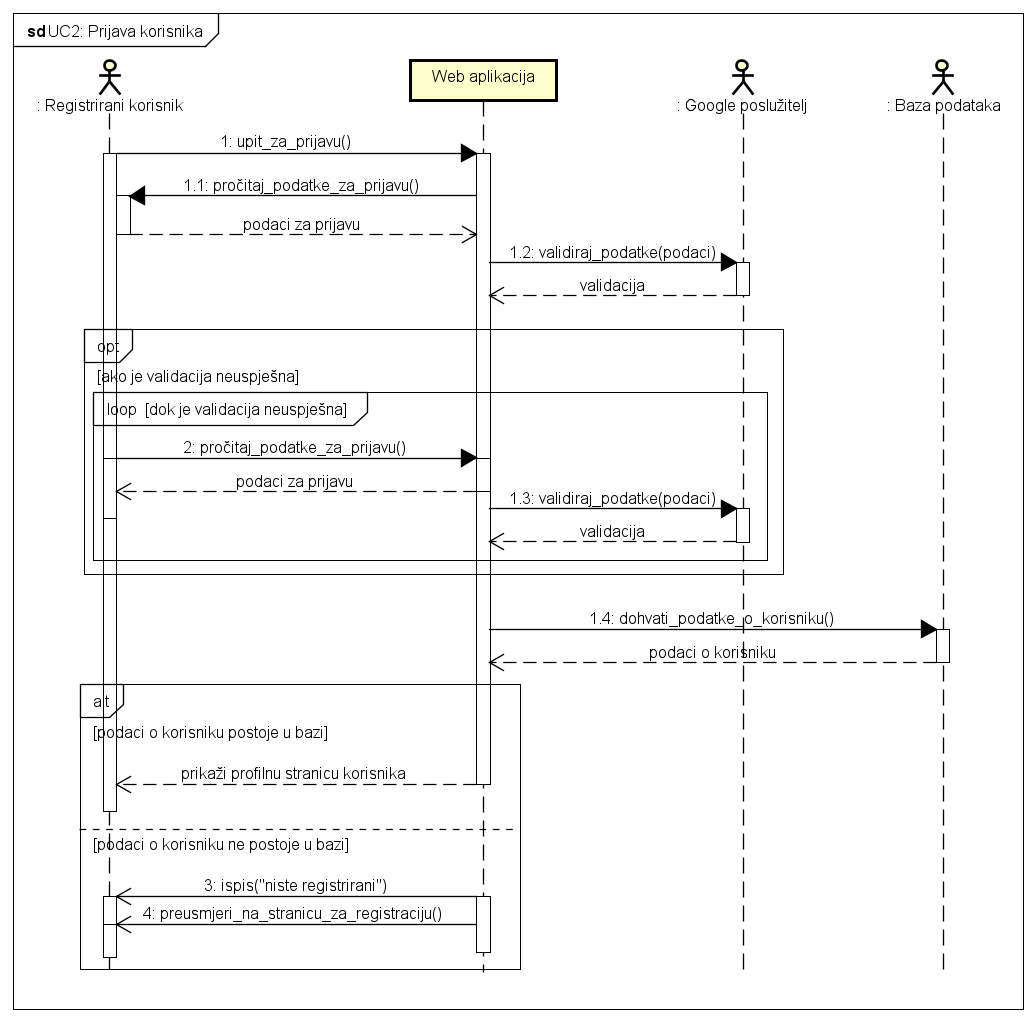 sd UC2: Prijava korisnika
: Registrirani korisnik
Web aplikacija
: Google poslužitelj
: Baza podataka
1: upit_za_prijavu()
1.1: pročitaj_podatke_za_prijavu()
podaci za prijavu
1.2: validiraj_podatke(podaci)
validacija
opt
[ako je validacija neuspješna]
loop [dok je validacija neuspješna]
2: pročitaj_podatke_za_prijavu()
podaci za prijavu
1.3: validiraj_podatke(podaci)
validacija
1.4: dohvati_podatke_o_korisniku()
podaci o korisniku
alt
[podaci o korisniku postoje u bazi]
prikaži profilnu stranicu korisnika
[podaci o korisniku ne postoje u bazi]
3: ispis("niste registrirani")
4: preusmjeri_na_stranicu_za_registraciju()